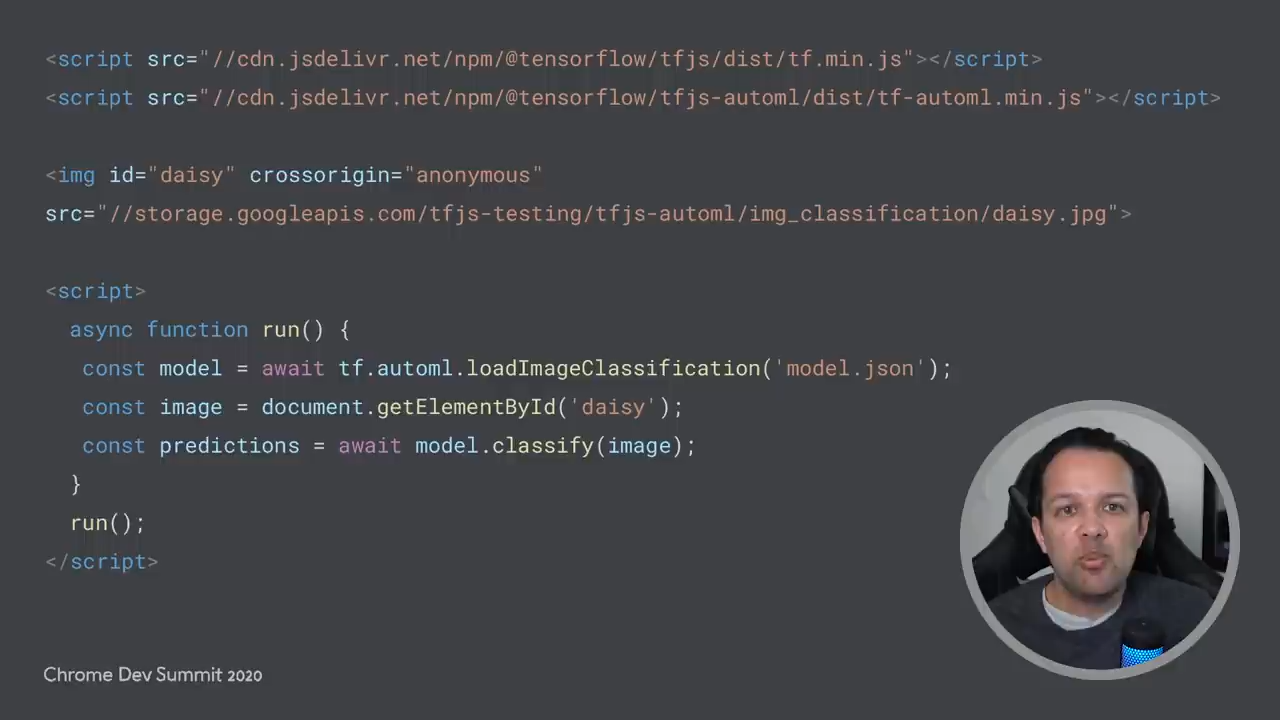 <script src="//cdn.jsdelivr.net/npm/@tensorflow/tfjs/dist/tf.min.js"></script>
<script src="//cdn.jsdelivr.net/npm/@tensorflow/tfjs-automl/dist/tf-automl.min.js"></script>
<img id="daisy" crossorigin="anonymous"
src="//storage.googleapis.com/tfjs-testing/tfjs-automl/img_classification/daisy.jpg">
<script>
async function run() {
const model = await tf.automl.loadImageClassification('model.json');
const image = document.getElementById('daisy');
const predictions = await model.classify(image);
}
run();
</script>
Chrome Dev Summit 2020